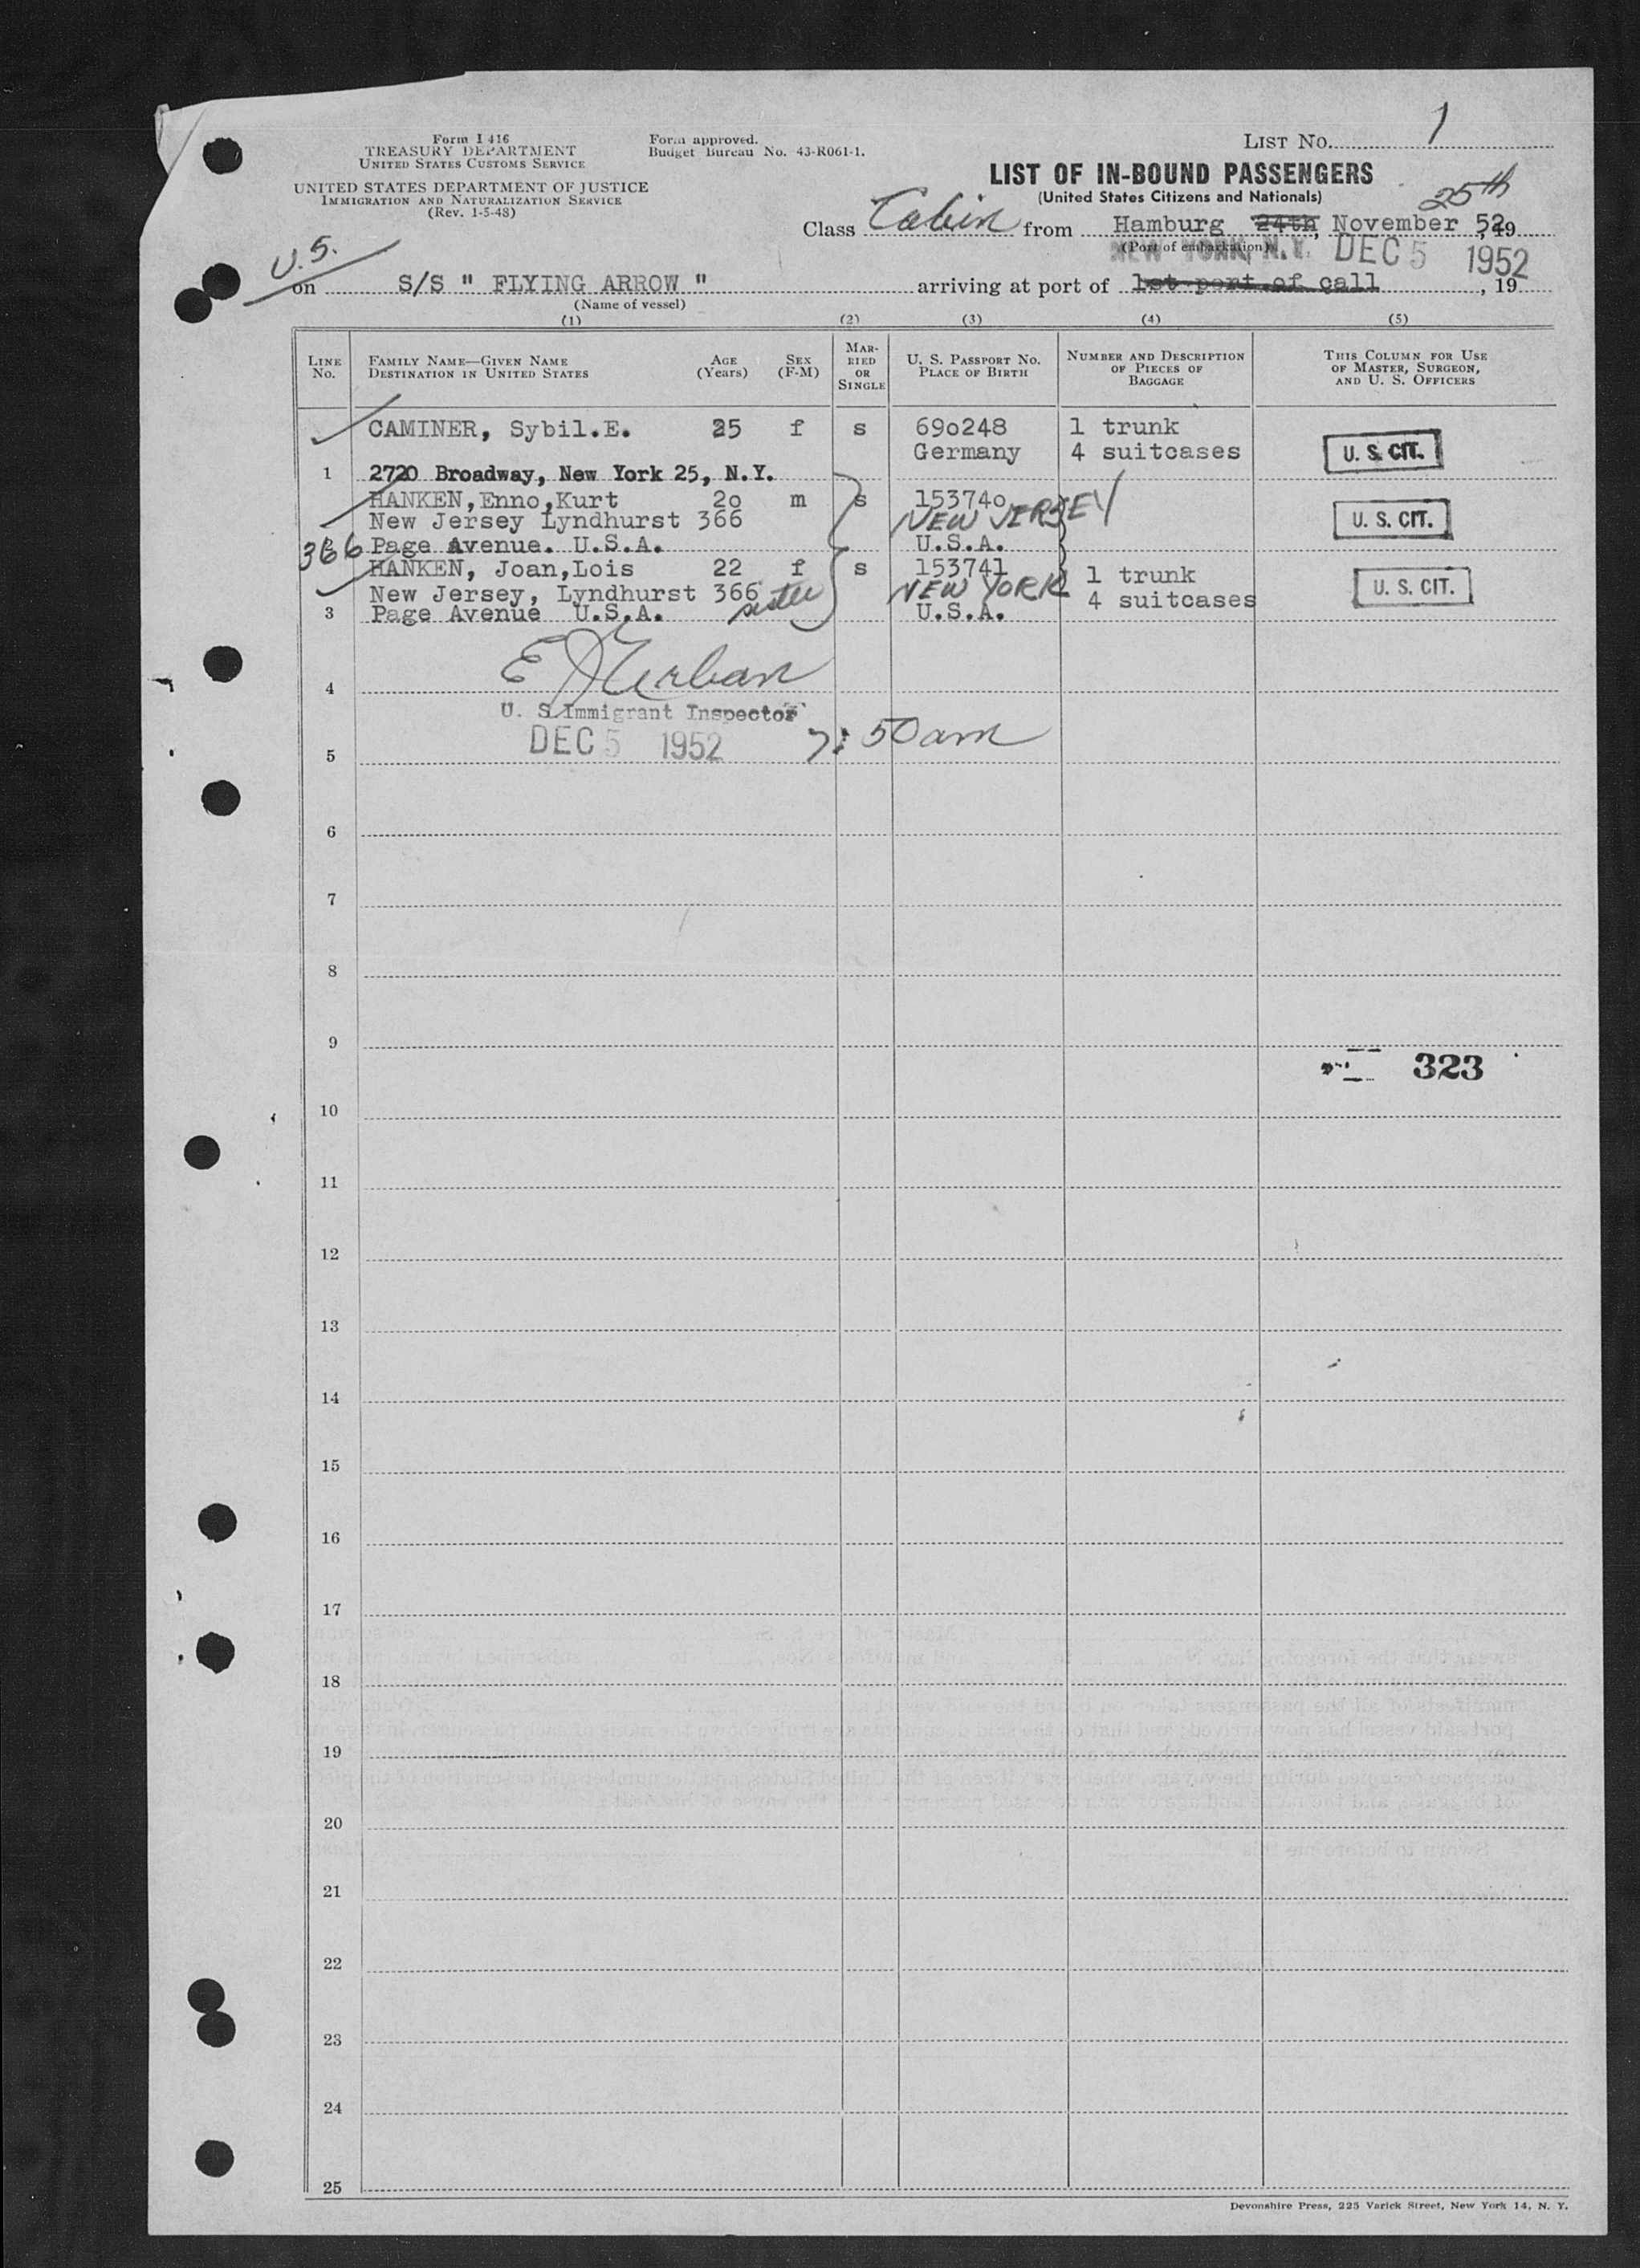 Form I 416
TREASURY DEPARTMENT
UNITED STATES CUSTOMS SERVICE
UNITED STATES DEPARTMENT OF JUSTICE
IMMIGRATION AND NATURALIZATION SERVICE
(Rev. 1-5-48)
Form approved.
Budget Bureau No. 43-R061-1.
LIST NO. 1
LIST OF IN-BOUND PASSENGERS
(United States Citizens and Nationals)
25th
Class Cabin from Hamburg 24th, November 52, 19
(Port of embarkation)
NEW YORK, N.Y. DEC 5 1952
U.S.
on S/S " FLYING ARROW " arriving at port of 1st port of call, 19
(Name of vessel)
(1) (2) (3) (4) (5)
LINE No.
FAMILY NAME—GIVEN NAME
DESTINATION IN UNITED STATES
AGE (Years)
SEX (F-M)
MARRIED OR SINGLE
U. S. PASSPORT NO.
PLACE OF BIRTH
NUMBER AND DESCRIPTION OF PIECES OF BAGGAGE
THIS COLUMN FOR USE OF MASTER, SURGEON, AND U. S. OFFICERS
CAMINER, Sybil.E. 25 f s 69o248 1 trunk
Germany 4 suitcases U. S. CIT.
1 2720 Broadway, New York 25, N.Y.
HANKEN,Enno,Kurt 2o m s 15374o
New Jersey Lyndhurst 366 NEW JERSEY U. S. CIT.
366 Page Avenue. U.S.A. U.S.A.
HANKEN, Joan,Lois 22 f s 153741 1 trunk
New Jersey, Lyndhurst 366 sister NEW YORK 4 suitcases U. S. CIT.
3 Page Avenue U.S.A. U.S.A.
4
U. S. Immigrant Inspector
DEC 5 1952 7:50 am
5
6
7
8
9
323
10
11
12
13
14
15
16
17
18
19
20
21
22
23
24
25
Devonshire Press, 225 Varick Street, New York 14, N. Y.